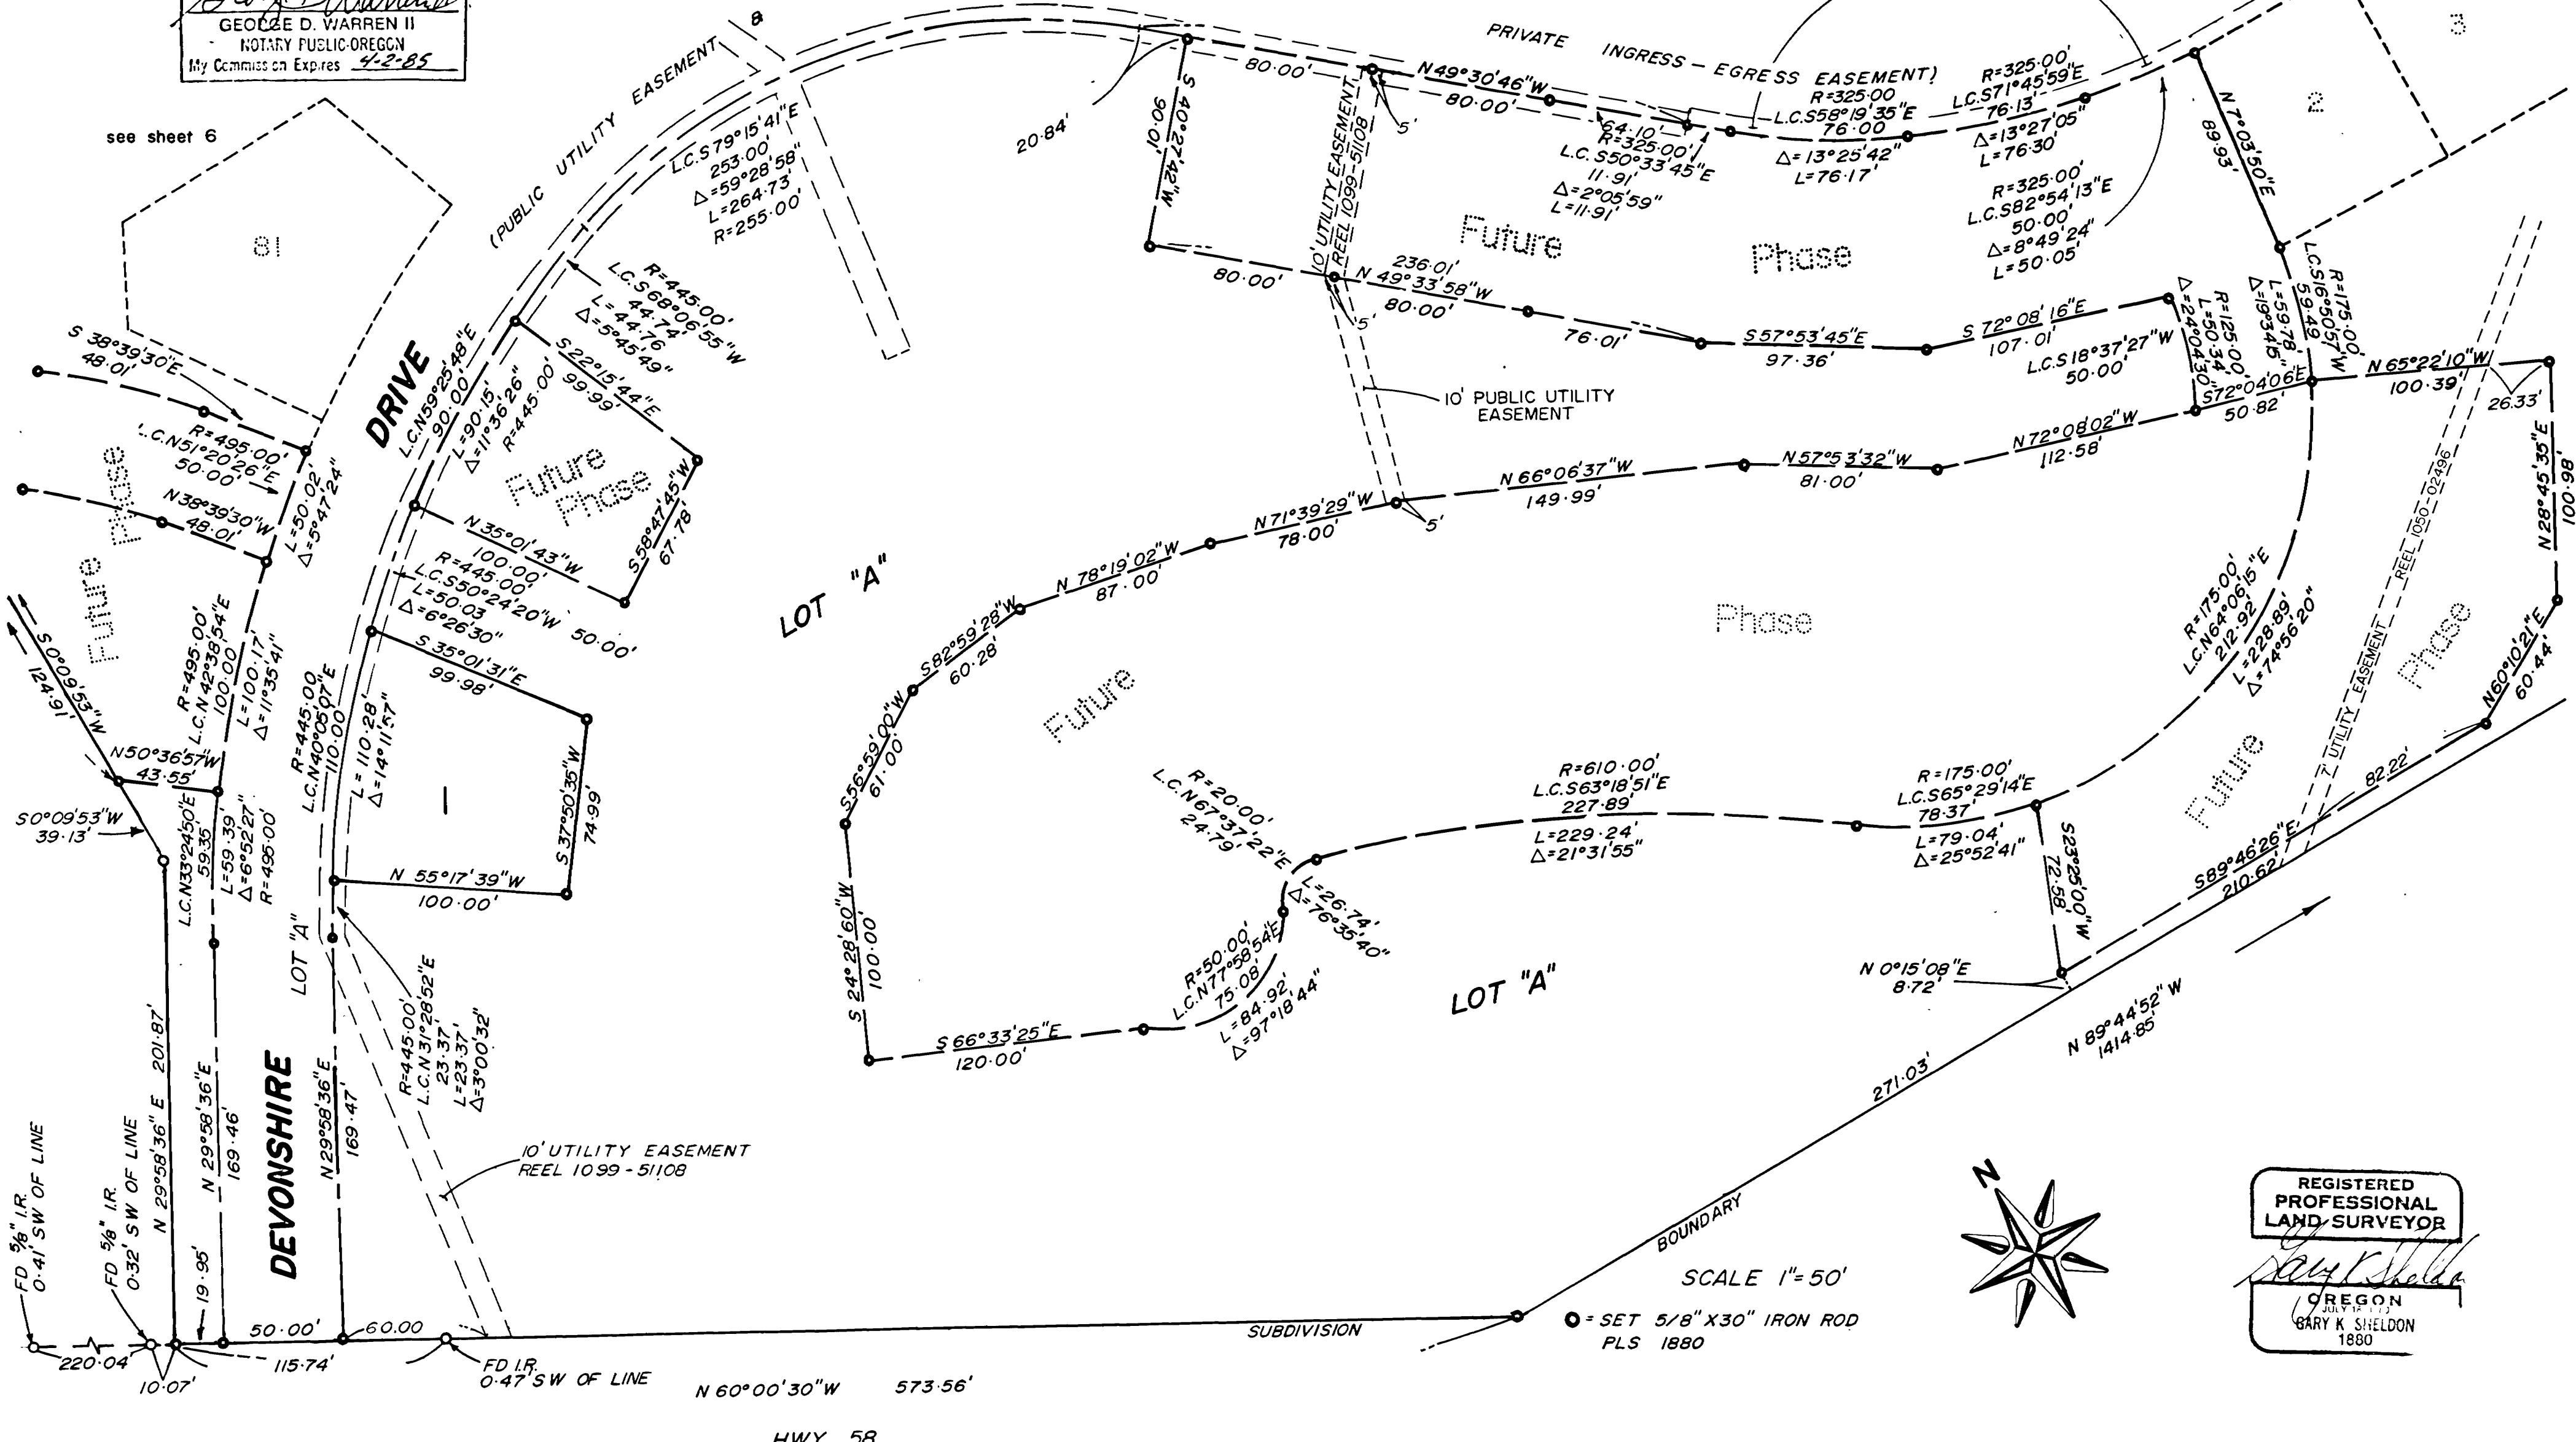 GEORGE D. WARREN II
NOTARY PUBLIC-OREGON
My Commission Expires 4-2-85
see sheet 6
81
(PUBLIC UTILITY EASEMENT
&
PRIVATE INGRESS - EGRESS EASEMENT)
L.C.S79°15'41"E
253.00'
Δ=59°28'58"
L=264.73'
R=255.00'
20.84'
80.00'
S 40°27'42"W
90.01'
N49°30'46"W
80.00'
5'
10' UTILITY EASEMENT
REEL 1099-51108
64.10'
R=325.00'
L.C. S50°33'45"E
11.91'
Δ=2°05'59"
L=11.91'
R=325.00
L.C.S58°19'35"E
76.00
Δ=13°25'42"
L=76.17'
R=325.00'
L.C.S71°45'59"E
76.13'
Δ=13°27'05"
L=76.30'
R=325.00'
L.C.S82°54'13"E
50.00'
Δ=8°49'24"
L=50.05'
N 7°03'50"E
89.93'
2
3
Future Phase
80.00'
236.01'
N 49°33'58"W
80.00'
5'
76.01'
S57°53'45"E
97.36'
S 72°08'16"E
107.01'
L.C.S18°37'27"W
50.00'
R=125.00'
L=50.34'
Δ=24°04'30"
L.C.S16°50'57"W
R=175.00'
59.49
L=59.78'
Δ=19°34'15"
S72°04'06"E
50.82'
N 65°22'10"W
100.39'
26.33'
N28°45'35"E
100.98'
10' PUBLIC UTILITY
EASEMENT
N 72°08'02"W
112.58'
N57°53'32"W
81.00'
N 66°06'37"W
149.99'
5'
N71°39'29"W
78.00'
N 78°19'02"W
87.00'
S82°59'28"W
60.28'
S56°59'00"W
61.00'
S 24°28'60"W
100.00'
S 66°33'25"E
120.00'
R=50.00'
L.C.N77°58'54"E
75.08'
L=84.92'
Δ=97°18'44"
R=20.00'
L.C.N67°37'22"E
24.79'
L=26.74'
Δ=76°35'40"
R=610.00'
L.C.S63°18'51"E
227.89'
L=229.24'
Δ=21°31'55"
R=175.00'
L.C.S65°29'14"E
78.37'
L=79.04'
Δ=25°52'41"
R=175.00'
L.C.N64°06'15"E
212.92'
L=228.89'
Δ=74°56'20"
Future Phase
7' UTILITY EASEMENT REEL 1050-02496
Future Phase
N60°10'21"E
60.44'
82.22'
S89°46'26"E
210.62'
S23°25'00"W
72.58'
N 0°15'08"E
8.72'
N 89°44'52"W
1414.85'
271.03'
BOUNDARY
SUBDIVISION
LOT "A"
LOT "A"
S 38°39'30"E
48.01'
R=495.00'
L.C.N51°20'26"E
50.00'
N38°39'30"W
48.01'
L=50.02'
Δ=5°47'24"
Future Phase
S0°09'53"W
124.91'
N50°36'57"W
43.55'
S0°09'53"W
39.13'
R=495.00'
L.C.N42°38'54"E
100.00
L=100.17'
Δ=11°35'41"
L.C.N33°24'50"E
59.35'
L=59.39'
Δ=6°52'27"
R=495.00'
DRIVE
R=445.00'
L.C.S68°06'55"W
44.74'
L=44.76
Δ=5°45'49"
L.C.N59°25'48"E
90.00'
L=90.15'
Δ=11°36'26"
R=445.00'
S22°15'44"E
99.99'
Future
Phase
S58°47'45"W
67.78'
N 35°01'43"W
100.00'
R=445.00'
L.C.S50°24'20"W 50.00'
L=50.03
Δ=6°26'30"
S 35°01'31"E
99.98'
R=445.00
L.C.N40°05'07"E
110.00'
L=110.28'
Δ=14°11'57"
1
S 37°50'35"W
74.99'
N 55°17'39"W
100.00'
LOT "A"
R=445.00'
L.C.N31°28'52"E
23.37'
L=23.37'
Δ=3°00'32"
DEVONSHIRE
N 29°58'36" E 201.87'
N 29°58'36"E
169.46'
N29°58'36"E
169.47'
10' UTILITY EASEMENT
REEL 1099-51108
FD 5/8" I.R.
0.41' SW OF LINE
FD 5/8" I.R.
0.32' SW OF LINE
19.95'
50.00'
60.00
220.04'
10.07'
115.74'
FD I.R.
0.47' SW OF LINE
N 60°00'30"W 573.56'
HWY 58
SCALE 1"=50'
= SET 5/8" X30" IRON ROD
PLS 1880
N
REGISTERED
PROFESSIONAL
LAND SURVEYOR
Gary K Sheldon
OREGON
GARY K. SHELDON
1880